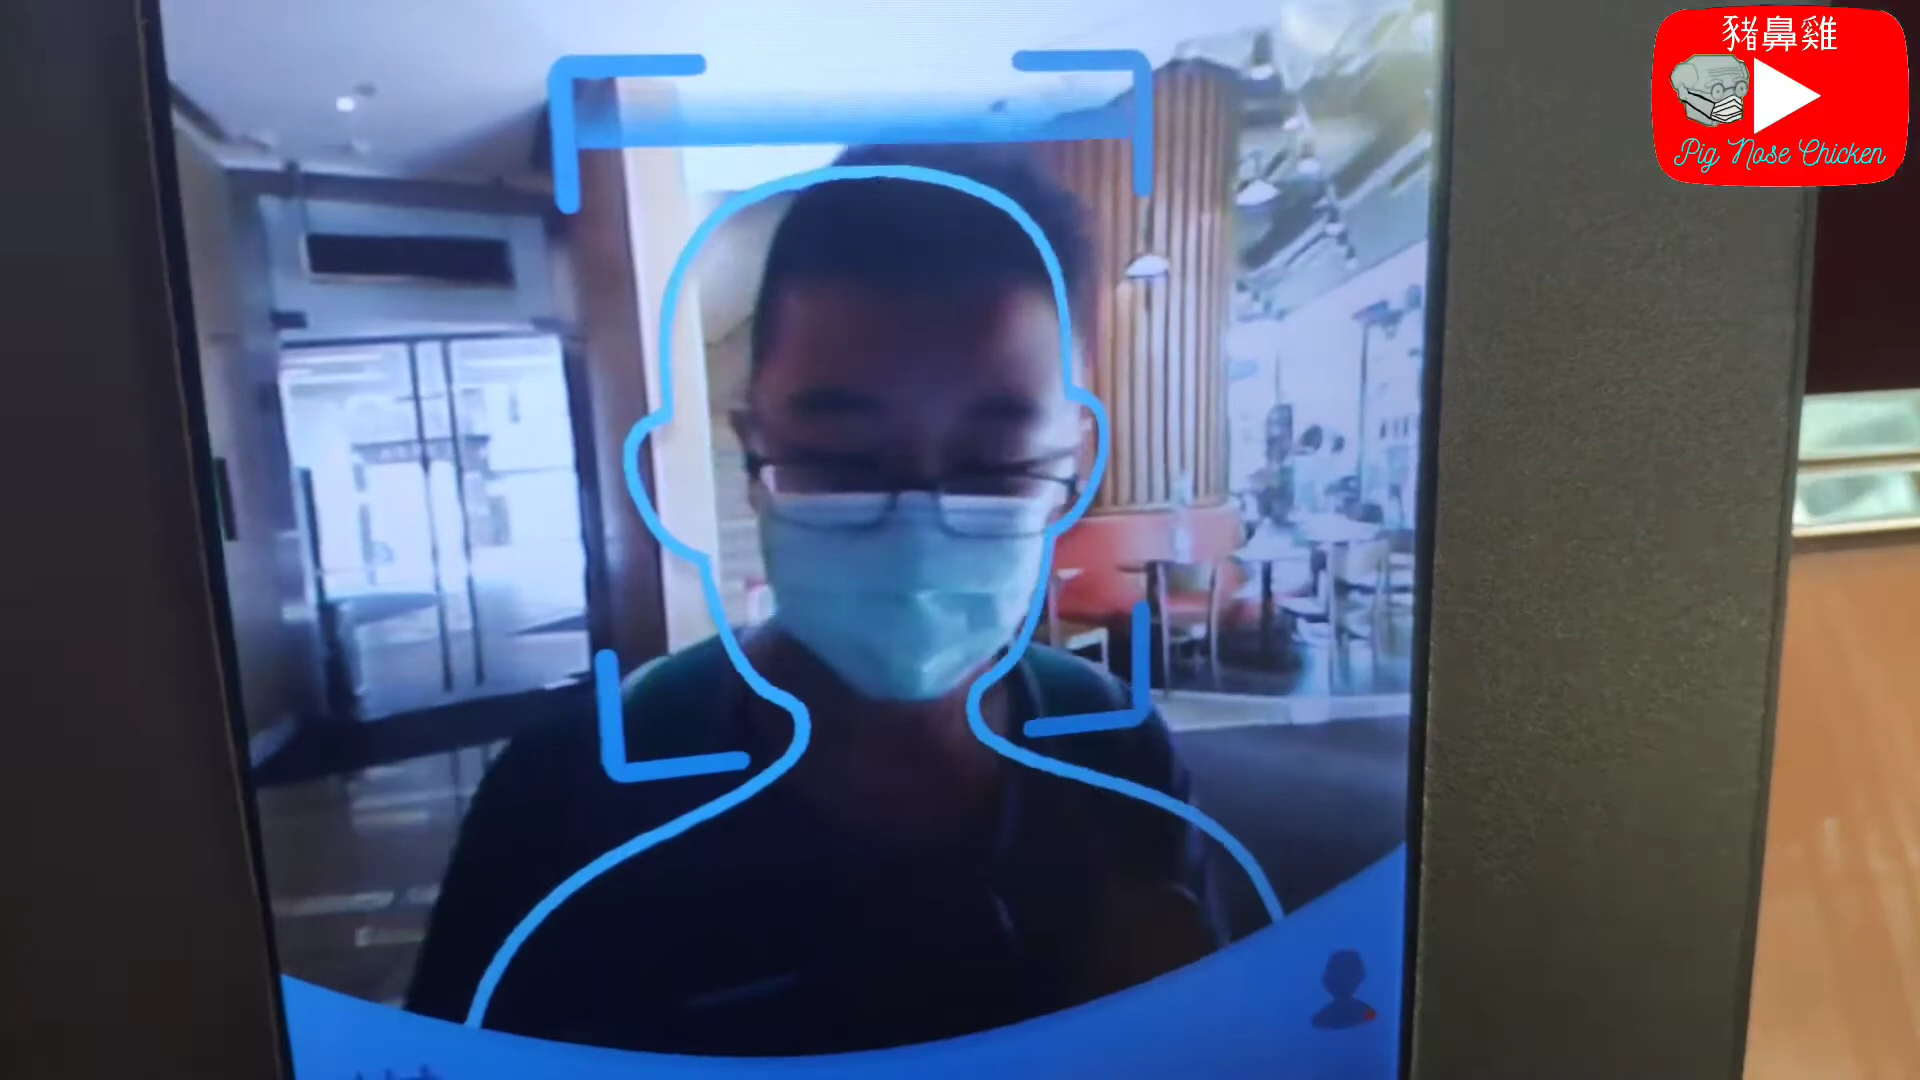 豬鼻雞
Pig Nose Chicken